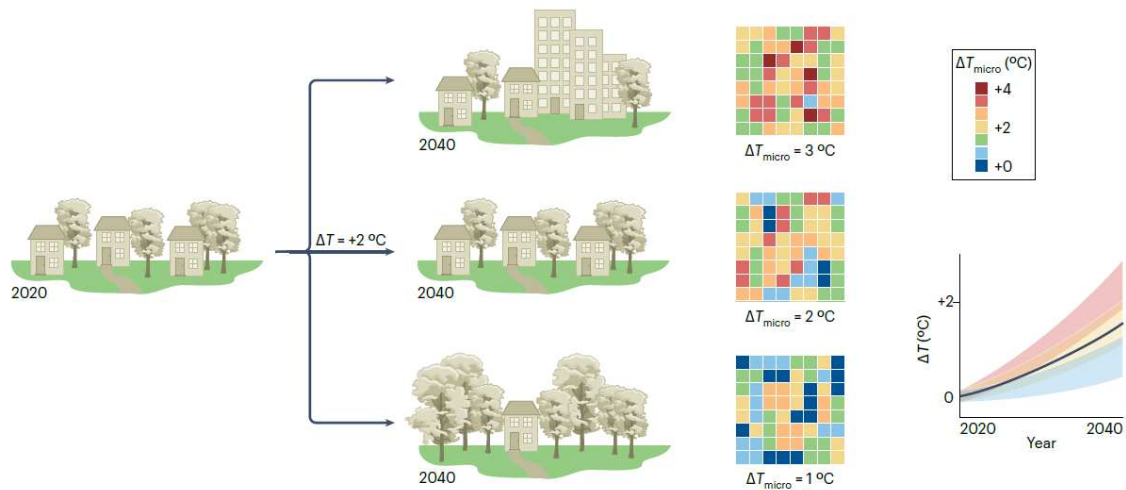 2020
ΔT = +2 ºC
2040
2040
2040
ΔTmicro = 3 ºC
ΔTmicro = 2 ºC
ΔTmicro = 1 ºC
ΔTmicro (ºC)
+4
+2
+0
ΔT (ºC)
+2
0
2020 2040
Year